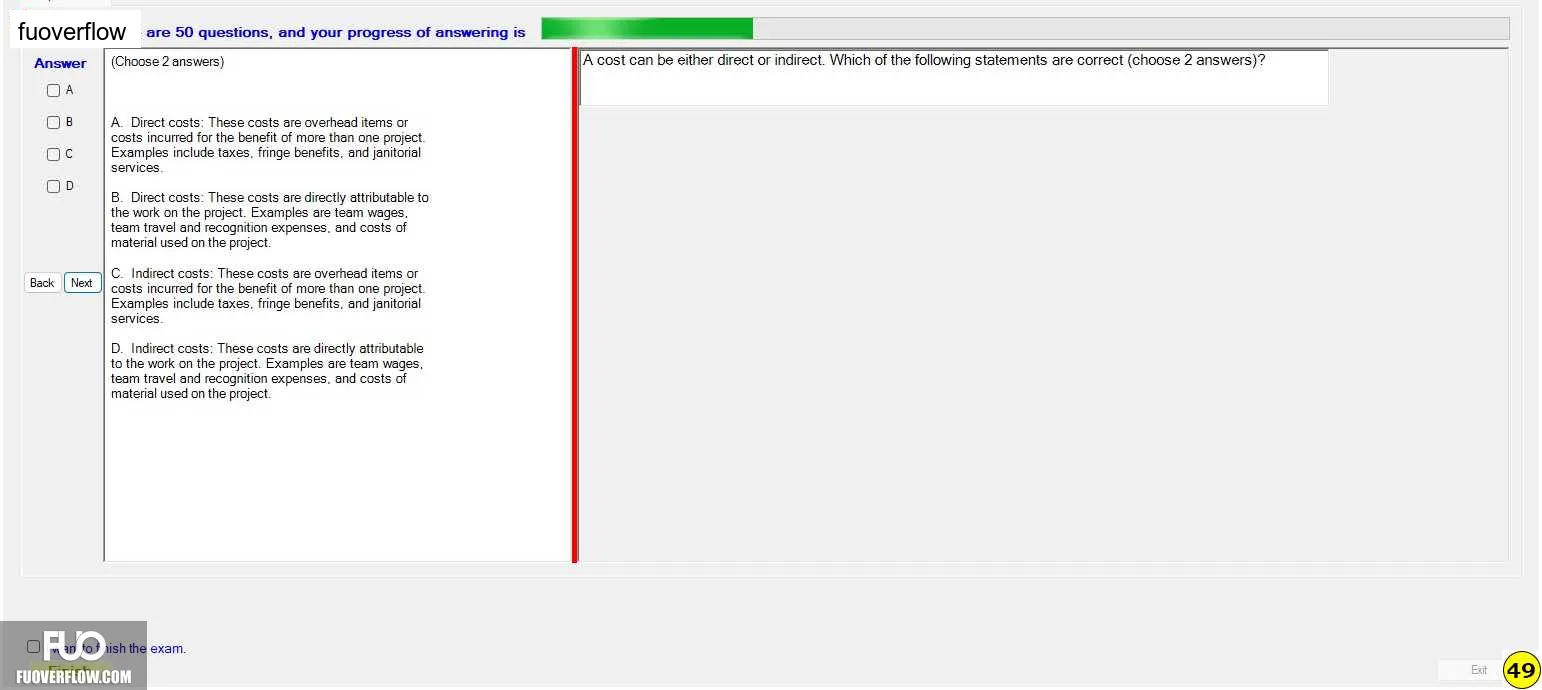 fuoverflow are 50 questions, and your progress of answering is
Answer
A
B
C
D
Back Next
(Choose 2 answers)
A. Direct costs: These costs are overhead items or
costs incurred for the benefit of more than one project.
Examples include taxes, fringe benefits, and janitorial
services.
B. Direct costs: These costs are directly attributable to
the work on the project. Examples are team wages,
team travel and recognition expenses, and costs of
material used on the project.
C. Indirect costs: These costs are overhead items or
costs incurred for the benefit of more than one project.
Examples include taxes, fringe benefits, and janitorial
services.
D. Indirect costs: These costs are directly attributable
to the work on the project. Examples are team wages,
team travel and recognition expenses, and costs of
material used on the project.
A cost can be either direct or indirect. Which of the following statements are correct (choose 2 answers)?
the exam.
FUO
FUOVERFLOW.COM
Exit
49